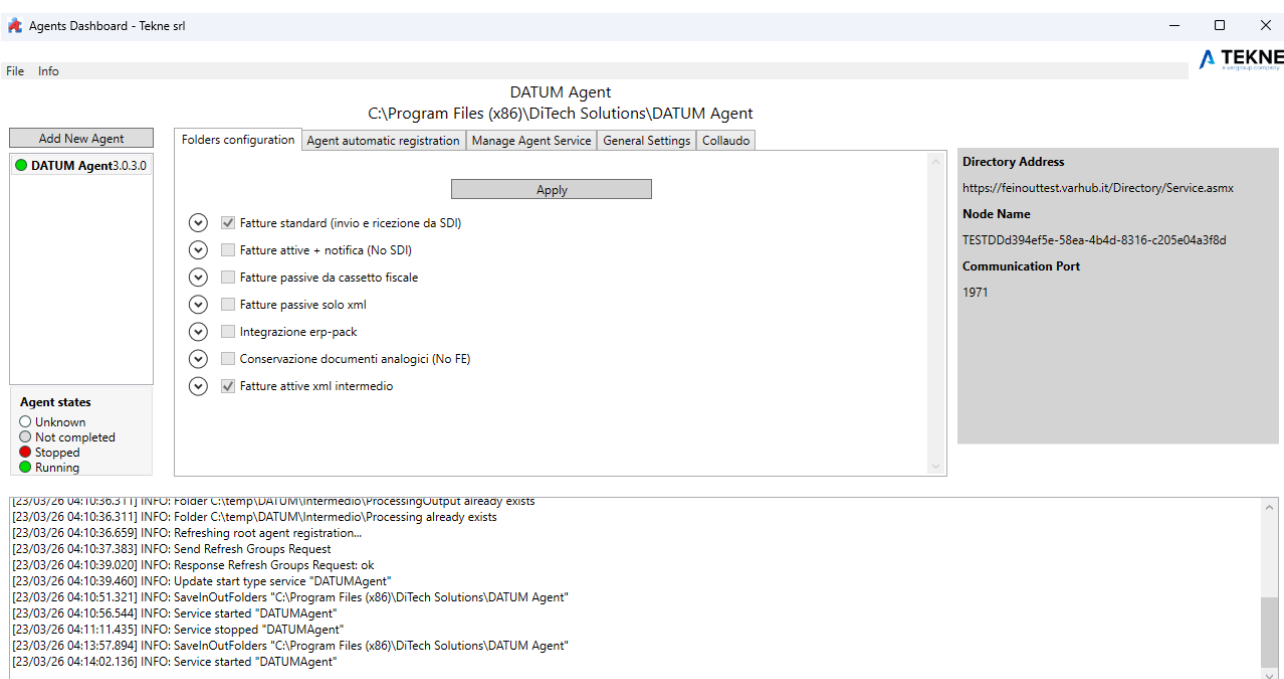 Agents Dashboard - Tekne srl
TEKNE
File Info
DATUM Agent
C:\Program Files (x86)\DiTech Solutions\DATUM Agent
Add New Agent
DATUM Agent3.0.3.0
Folders configuration Agent automatic registration Manage Agent Service General Settings Collaudo
Apply
Fatture standard (invio e ricezione da SDI)
Fatture attive + notifica (No SDI)
Fatture passive da cassetto fiscale
Fatture passive solo xml
Integrazione erp-pack
Conservazione documenti analogici (No FE)
Fatture attive xml intermedio
Directory Address
https://feinouttest.varhub.it/Directory/Service.asmx
Node Name
TESTDDd394ef5e-58ea-4b4d-8316-c205e04a3f8d
Communication Port
1971
Agent states
Unknown
Not completed
Stopped
Running
[23/03/26 04:10:36.311] INFO: Folder C:\temp\DATUM\Intermedio\ProcessingOutput already exists
[23/03/26 04:10:36.311] INFO: Folder C:\temp\DATUM\Intermedio\Processing already exists
[23/03/26 04:10:36.659] INFO: Refreshing root agent registration...
[23/03/26 04:10:37.383] INFO: Send Refresh Groups Request
[23/03/26 04:10:39.020] INFO: Response Refresh Groups Request: ok
[23/03/26 04:10:39.460] INFO: Update start type service "DATUMAgent"
[23/03/26 04:10:51.321] INFO: SaveInOutFolders "C:\Program Files (x86)\DiTech Solutions\DATUM Agent"
[23/03/26 04:10:56.544] INFO: Service started "DATUMAgent"
[23/03/26 04:11:11.435] INFO: Service stopped "DATUMAgent"
[23/03/26 04:13:57.894] INFO: SaveInOutFolders "C:\Program Files (x86)\DiTech Solutions\DATUM Agent"
[23/03/26 04:14:02.136] INFO: Service started "DATUMAgent"